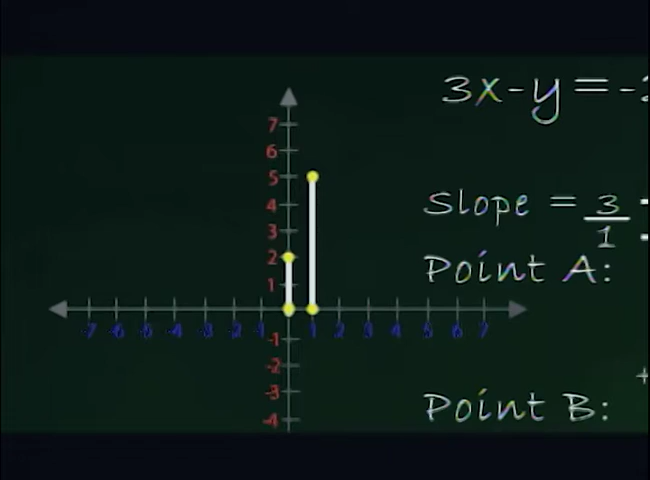 3x-y=-
7
6
5
4
3
2
1
-7 -6 -5 -4 -3 -2 -1 1 2 3 4 5 6 7
-1
-2
-3
-4
Slope = 3
1
Point A:
+
Point B: